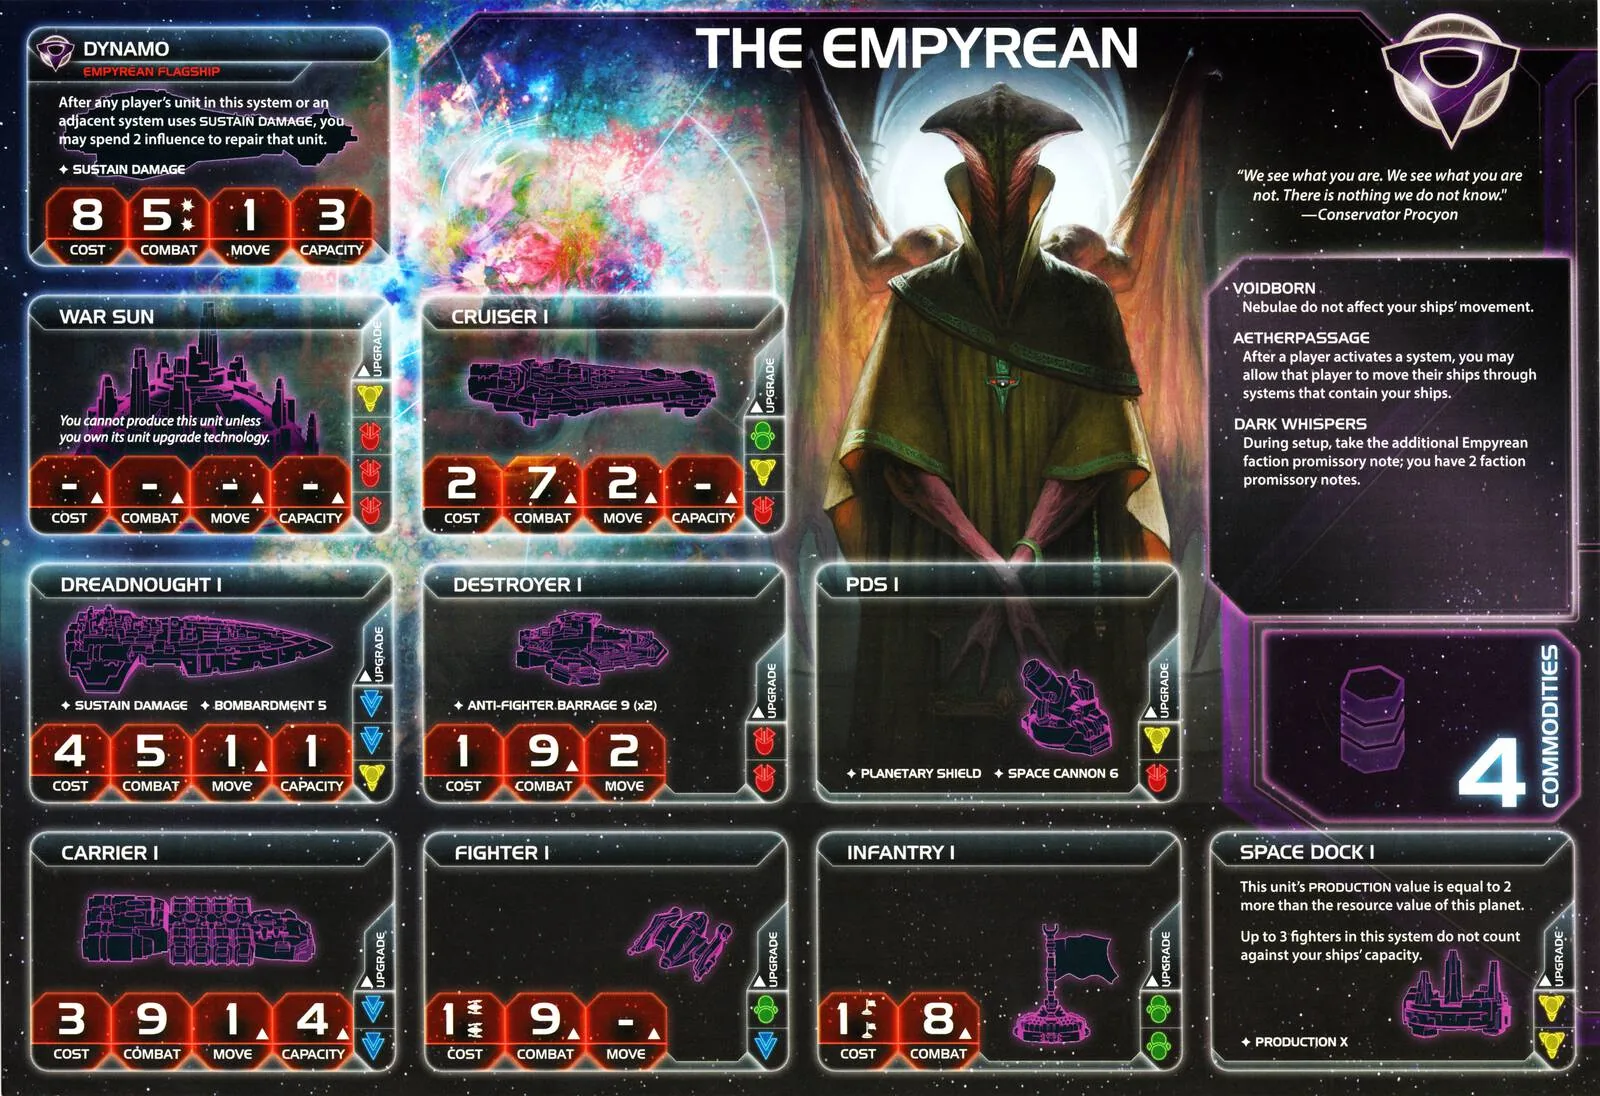 THE EMPYREAN
DYNAMO
EMPYREAN FLAGSHIP
After any player's unit in this system or an
adjacent system uses SUSTAIN DAMAGE, you
may spend 2 influence to repair that unit.
✦ SUSTAIN DAMAGE
8 5 1 3
COST COMBAT MOVE CAPACITY
"We see what you are. We see what you are
not. There is nothing we do not know."
—Conservator Procyon
VOIDBORN
Nebulae do not affect your ships' movement.
AETHERPASSAGE
After a player activates a system, you may
allow that player to move their ships through
systems that contain your ships.
DARK WHISPERS
During setup, take the additional Empyrean
faction promissory note; you have 2 faction
promissory notes.
WAR SUN
UPGRADE
You cannot produce this unit unless
you own its unit upgrade technology.
- - - -
COST COMBAT MOVE CAPACITY
CRUISER I
UPGRADE
2 7 2 -
COST COMBAT MOVE CAPACITY
DREADNOUGHT I
UPGRADE
✦ SUSTAIN DAMAGE ✦ BOMBARDMENT 5
4 5 1 1
COST COMBAT MOVE CAPACITY
DESTROYER I
UPGRADE
✦ ANTI-FIGHTER BARRAGE 9 (x2)
1 9 2
COST COMBAT MOVE
PDS I
UPGRADE
✦ PLANETARY SHIELD ✦ SPACE CANNON 6
4
COMMODITIES
CARRIER I
UPGRADE
3 9 1 4
COST COMBAT MOVE CAPACITY
FIGHTER I
UPGRADE
1 9 -
COST COMBAT MOVE
INFANTRY I
UPGRADE
1 8
COST COMBAT
SPACE DOCK I
This unit's PRODUCTION value is equal to 2
more than the resource value of this planet.
Up to 3 fighters in this system do not count
against your ships' capacity.
UPGRADE
✦ PRODUCTION X